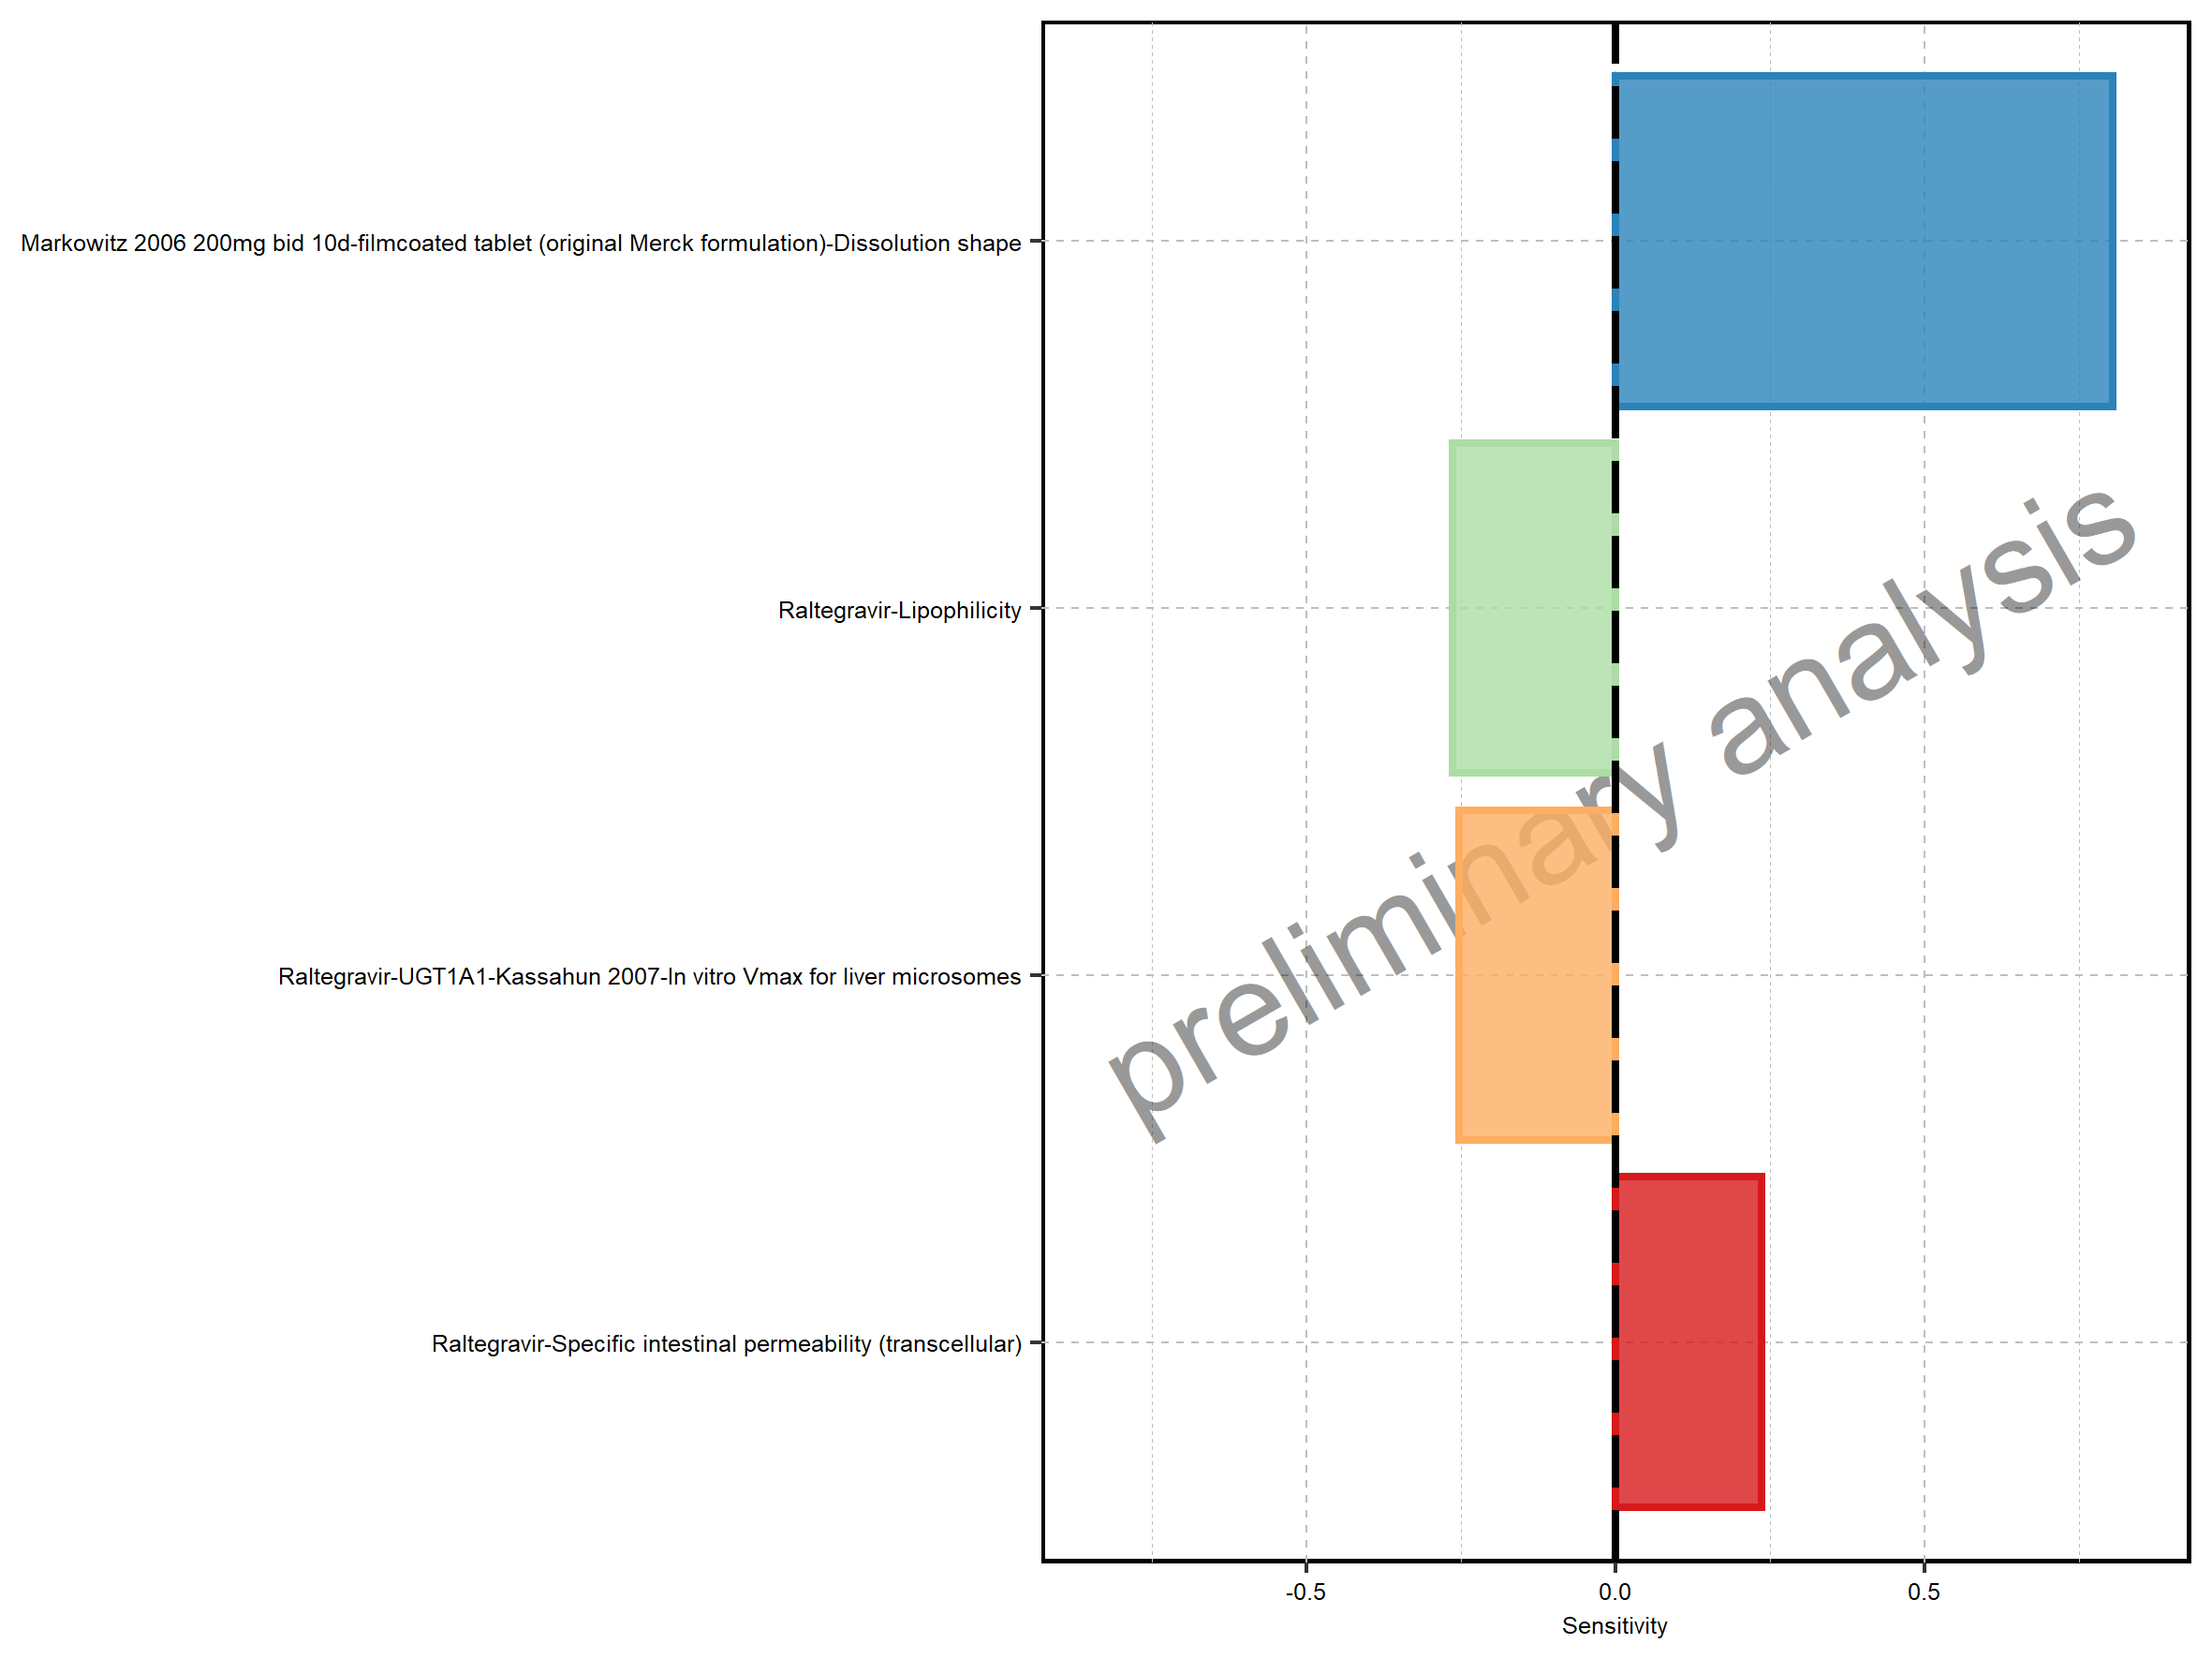 Markowitz 2006 200mg bid 10d-filmcoated tablet (original Merck formulation)-Dissolution shape
Raltegravir-Lipophilicity
Raltegravir-UGT1A1-Kassahun 2007-In vitro Vmax for liver microsomes
Raltegravir-Specific intestinal permeability (transcellular)
preliminary analysis
-0.5 0.0 0.5
Sensitivity